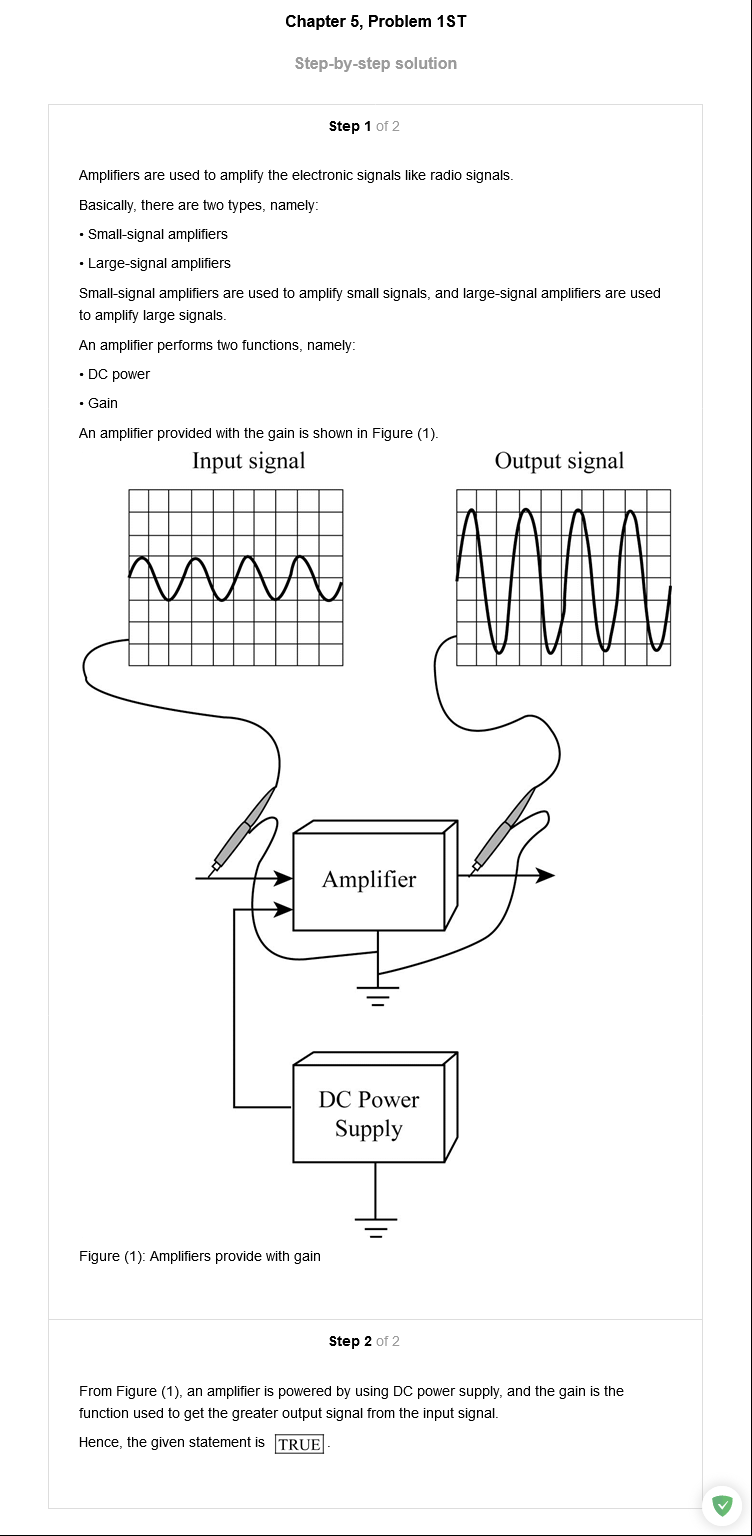 Chapter 5, Problem 1ST
Step-by-step solution
Step 1 of 2
Amplifiers are used to amplify the electronic signals like radio signals.
Basically, there are two types, namely:
• Small-signal amplifiers
• Large-signal amplifiers
Small-signal amplifiers are used to amplify small signals, and large-signal amplifiers are used
to amplify large signals.
An amplifier performs two functions, namely:
• DC power
• Gain
An amplifier provided with the gain is shown in Figure (1).
Input signal
Output signal
Amplifier
DC Power
Supply
Figure (1): Amplifiers provide with gain
Step 2 of 2
From Figure (1), an amplifier is powered by using DC power supply, and the gain is the
function used to get the greater output signal from the input signal.
Hence, the given statement is TRUE.